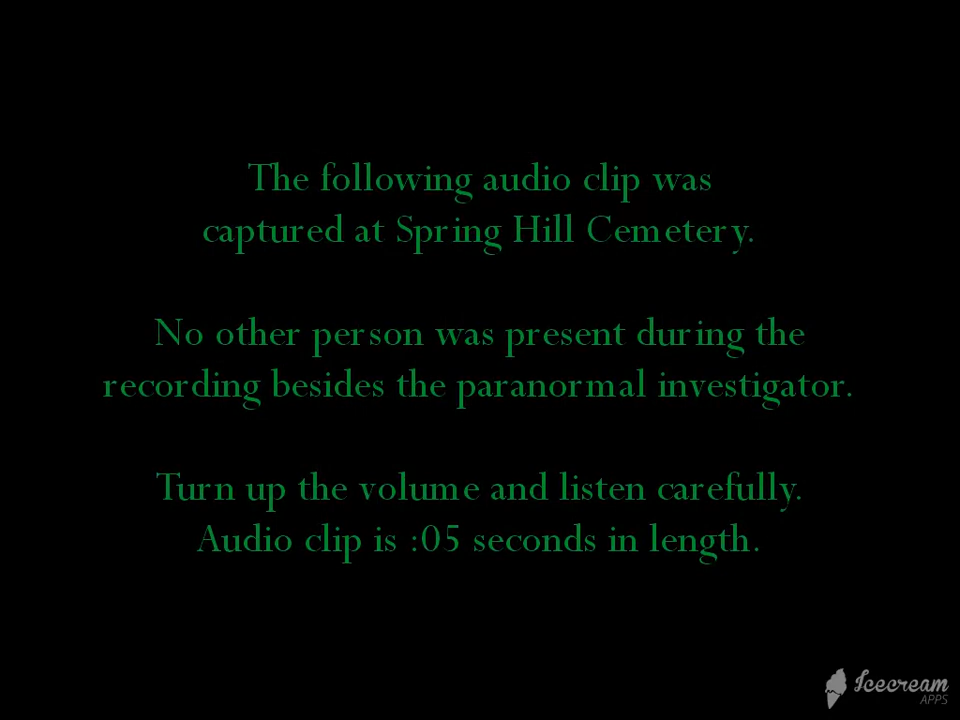 The following audio clip was
captured at Spring Hill Cemetery.
No other person was present during the
recording besides the paranormal investigator.
Turn up the volume and listen carefully.
Audio clip is :05 seconds in length.
Icecream
APPS